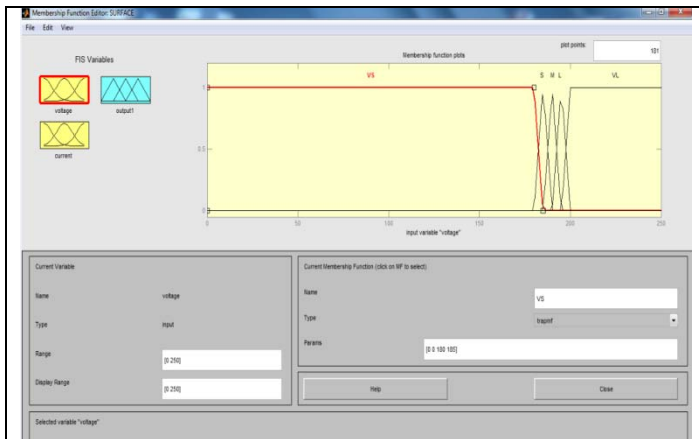 Membership Function Editor: SURFACE
File Edit View
FIS Variables
voltage
output1
current
Membership function plots
plot points:
181
VS
S M L
VL
1
0.5
0
0 50 100 150 200 250
input variable "voltage"
Current Variable
Name voltage
Type input
Range [0 250]
Display Range [0 250]
Current Membership Function (click on MF to select)
Name VS
Type trapmf
Params [0 0 180 185]
Help Close
Selected variable "voltage"